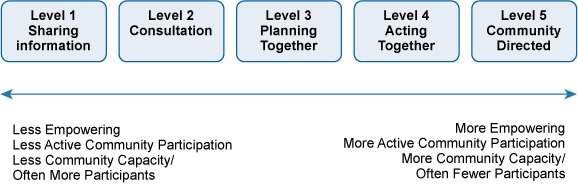 Level 1
Sharing
information
Level 2
Consultation
Level 3
Planning
Together
Level 4
Acting
Together
Level 5
Community
Directed
Less Empowering
Less Active Community Participation
Less Community Capacity/
Often More Participants
More Empowering
More Active Community Participation
More Community Capacity/
Often Fewer Participants